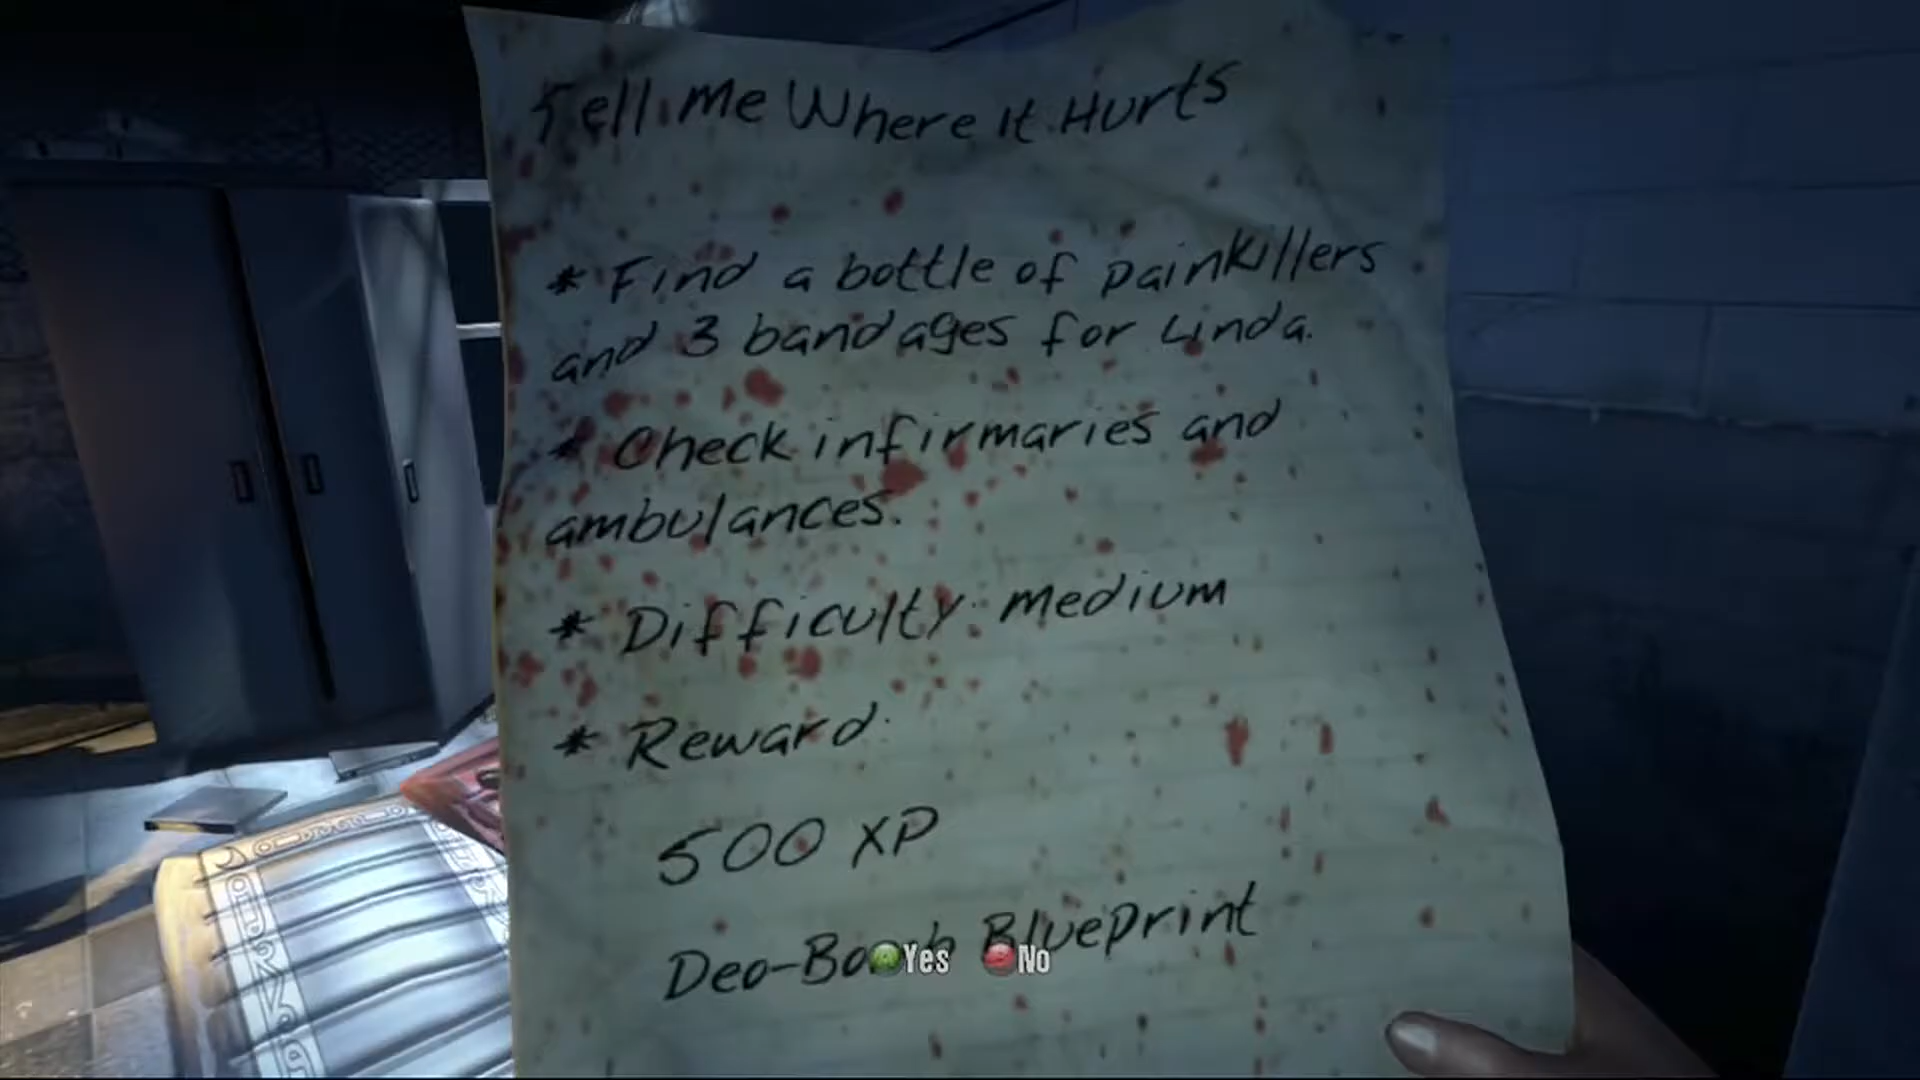 Tell Me Where It Hurts
* Find a bottle of painkillers
and 3 bandages for Linda.
* Check infirmaries and
ambulances.
* Difficulty: medium
* Reward:
500 XP
Deo-Bomb Blueprint
Yes No